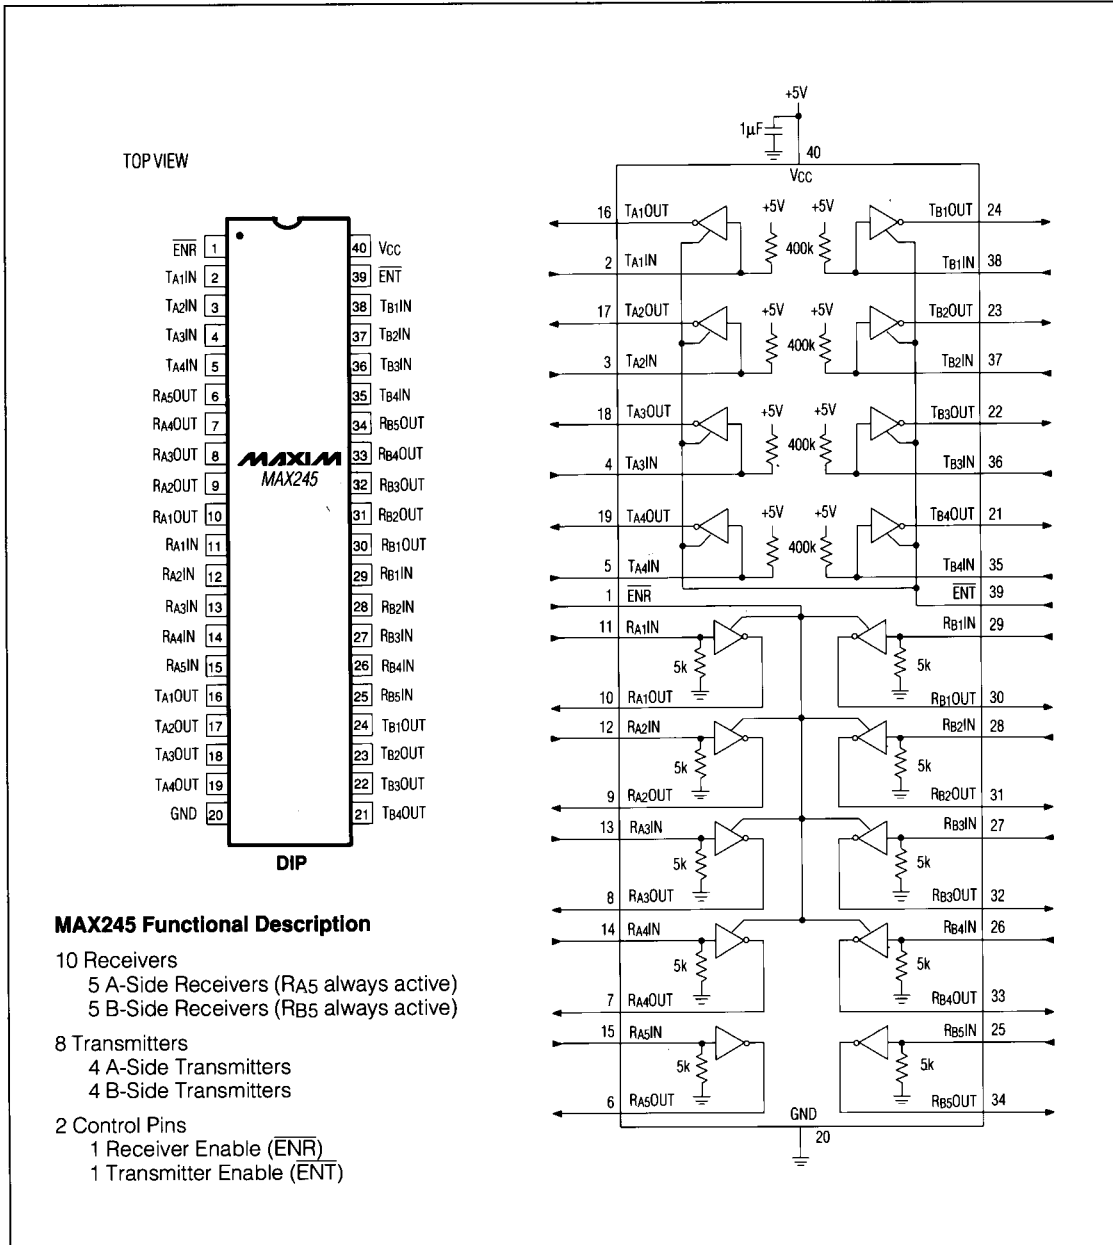 TOP VIEW
E̅N̅R̅ 1
TA1IN 2
TA2IN 3
TA3IN 4
TA4IN 5
RA5OUT 6
RA4OUT 7
RA3OUT 8
RA2OUT 9
RA1OUT 10
RA1IN 11
RA2IN 12
RA3IN 13
RA4IN 14
RA5IN 15
TA1OUT 16
TA2OUT 17
TA3OUT 18
TA4OUT 19
GND 20
MAXIM
MAX245
40 VCC
39 E̅N̅T̅
38 TB1IN
37 TB2IN
36 TB3IN
35 TB4IN
34 RB5OUT
33 RB4OUT
32 RB3OUT
31 RB2OUT
30 RB1OUT
29 RB1IN
28 RB2IN
27 RB3IN
26 RB4IN
25 RB5IN
24 TB1OUT
23 TB2OUT
22 TB3OUT
21 TB4OUT
DIP
MAX245 Functional Description
10 Receivers
5 A-Side Receivers (RA5 always active)
5 B-Side Receivers (RB5 always active)
8 Transmitters
4 A-Side Transmitters
4 B-Side Transmitters
2 Control Pins
1 Receiver Enable (E̅N̅R̅)
1 Transmitter Enable (E̅N̅T̅)
+5V
1µF
40
VCC
16 TA1OUT +5V +5V TB1OUT 24
400k
2 TA1IN TB1IN 38
17 TA2OUT +5V +5V TB2OUT 23
400k
3 TA2IN TB2IN 37
18 TA3OUT +5V +5V TB3OUT 22
400k
4 TA3IN TB3IN 36
19 TA4OUT +5V +5V TB4OUT 21
400k
5 TA4IN TB4IN 35
1 E̅N̅R̅ E̅N̅T̅ 39
11 RA1IN RB1IN 29
5k 5k
10 RA1OUT RB1OUT 30
12 RA2IN RB2IN 28
5k 5k
9 RA2OUT RB2OUT 31
13 RA3IN RB3IN 27
5k 5k
8 RA3OUT RB3OUT 32
14 RA4IN RB4IN 26
5k 5k
7 RA4OUT RB4OUT 33
15 RA5IN RB5IN 25
5k 5k
6 RA5OUT RB5OUT 34
GND
20